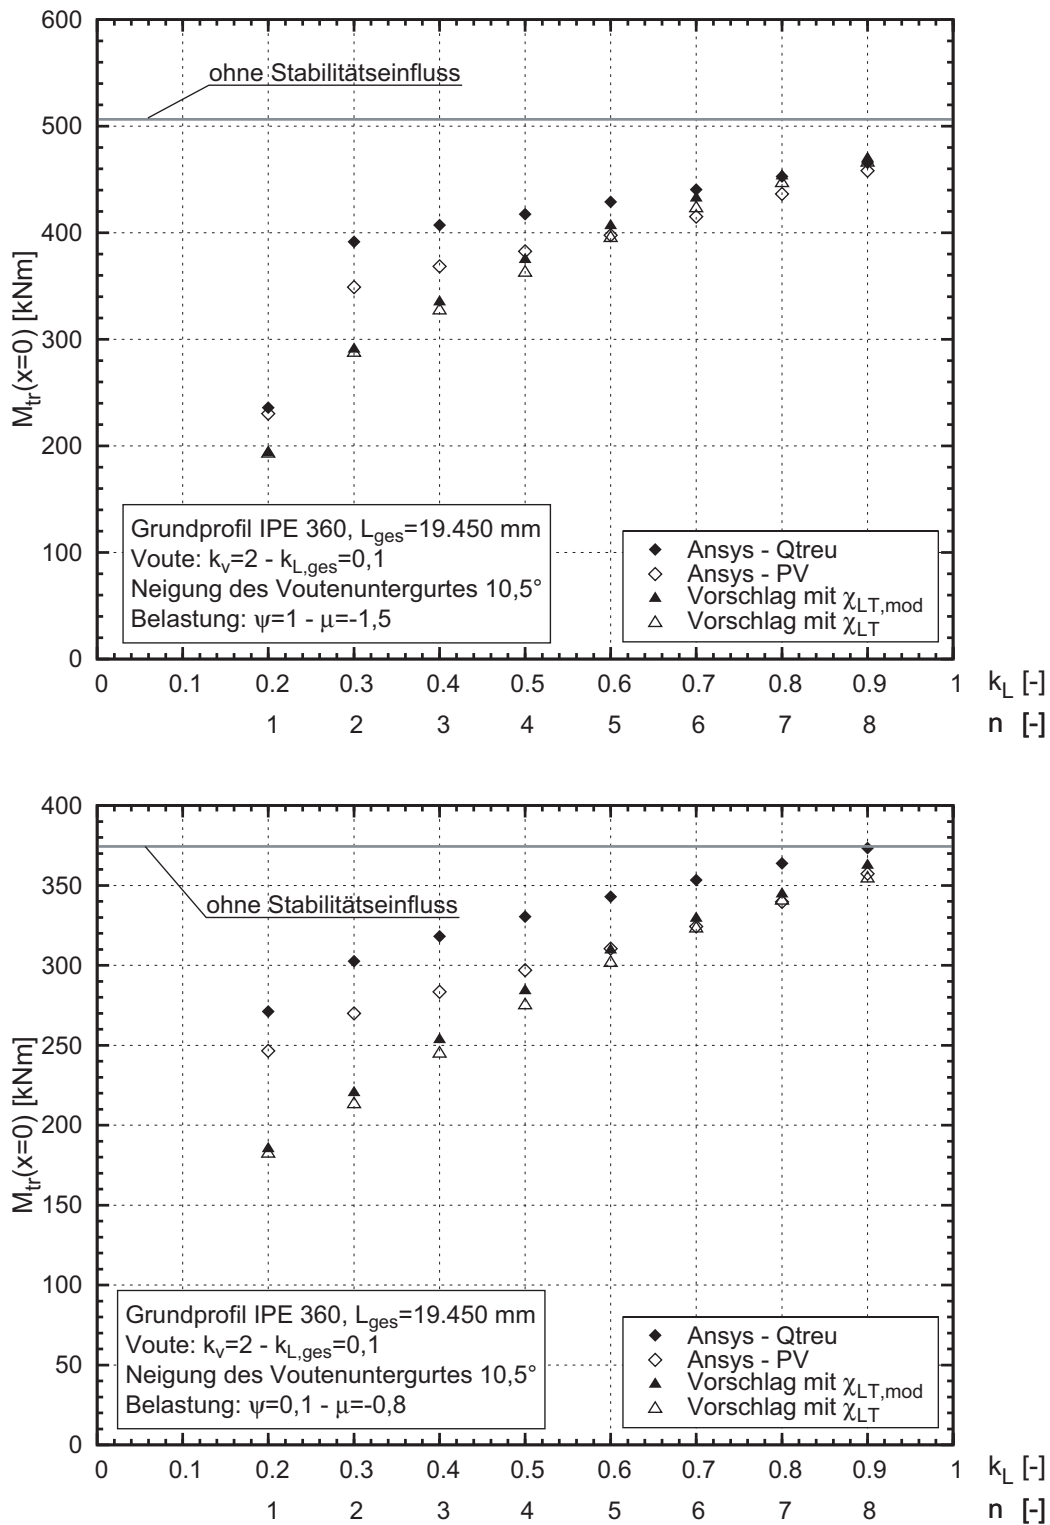 600
ohne Stabilitätseinfluss
500
400
M_tr(x=0) [kNm]
300
200
Grundprofil IPE 360, L_ges=19.450 mm
Voute: k_v=2 - k_L,ges=0,1
Neigung des Voutenuntergurtes 10,5°
Belastung: ψ=1 - μ=-1,5
Ansys - Qtreu
Ansys - PV
Vorschlag mit χ_LT,mod
Vorschlag mit χ_LT
100
0
0 0.1 0.2 0.3 0.4 0.5 0.6 0.7 0.8 0.9 1 k_L [-]
1 2 3 4 5 6 7 8 n [-]
400
350
ohne Stabilitätseinfluss
300
250
M_tr(x=0) [kNm]
200
150
100
Grundprofil IPE 360, L_ges=19.450 mm
Voute: k_v=2 - k_L,ges=0,1
Neigung des Voutenuntergurtes 10,5°
Belastung: ψ=0,1 - μ=-0,8
Ansys - Qtreu
Ansys - PV
Vorschlag mit χ_LT,mod
Vorschlag mit χ_LT
50
0
0 0.1 0.2 0.3 0.4 0.5 0.6 0.7 0.8 0.9 1 k_L [-]
1 2 3 4 5 6 7 8 n [-]